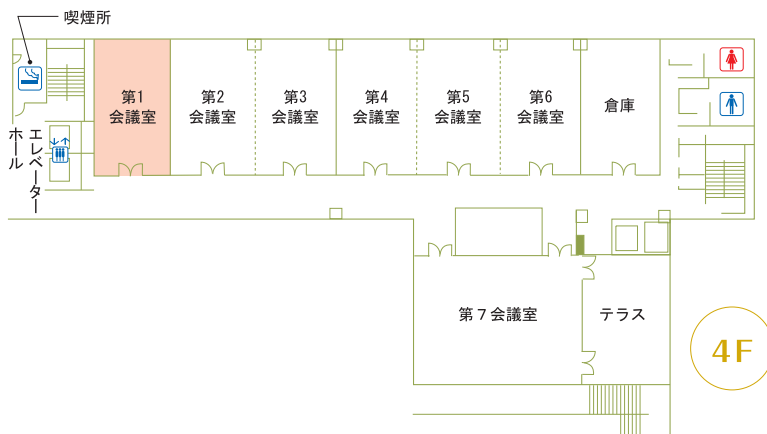 喫煙所
第1
会議室
第2
会議室
第3
会議室
第4
会議室
第5
会議室
第6
会議室
倉庫
エレベーター
ホール
第7会議室
テラス
4F